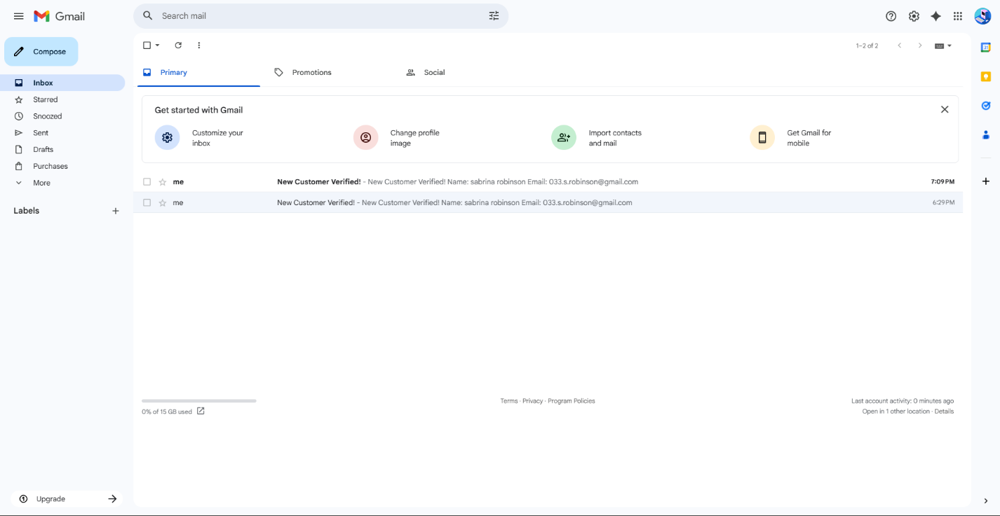 Gmail
Search mail
Compose
1–2 of 2
Inbox
Starred
Snoozed
Sent
Drafts
Purchases
More
Labels
Primary
Promotions
Social
Get started with Gmail
Customize your
inbox
Change profile
image
Import contacts
and mail
Get Gmail for
mobile
me New Customer Verified! - New Customer Verified! Name: sabrina robinson Email: 033.s.robinson@gmail.com 7:09 PM
me New Customer Verified! - New Customer Verified! Name: sabrina robinson Email: 033.s.robinson@gmail.com 6:29 PM
0% of 15 GB used
Terms · Privacy · Program Policies
Last account activity: 0 minutes ago
Open in 1 other location · Details
Upgrade
31